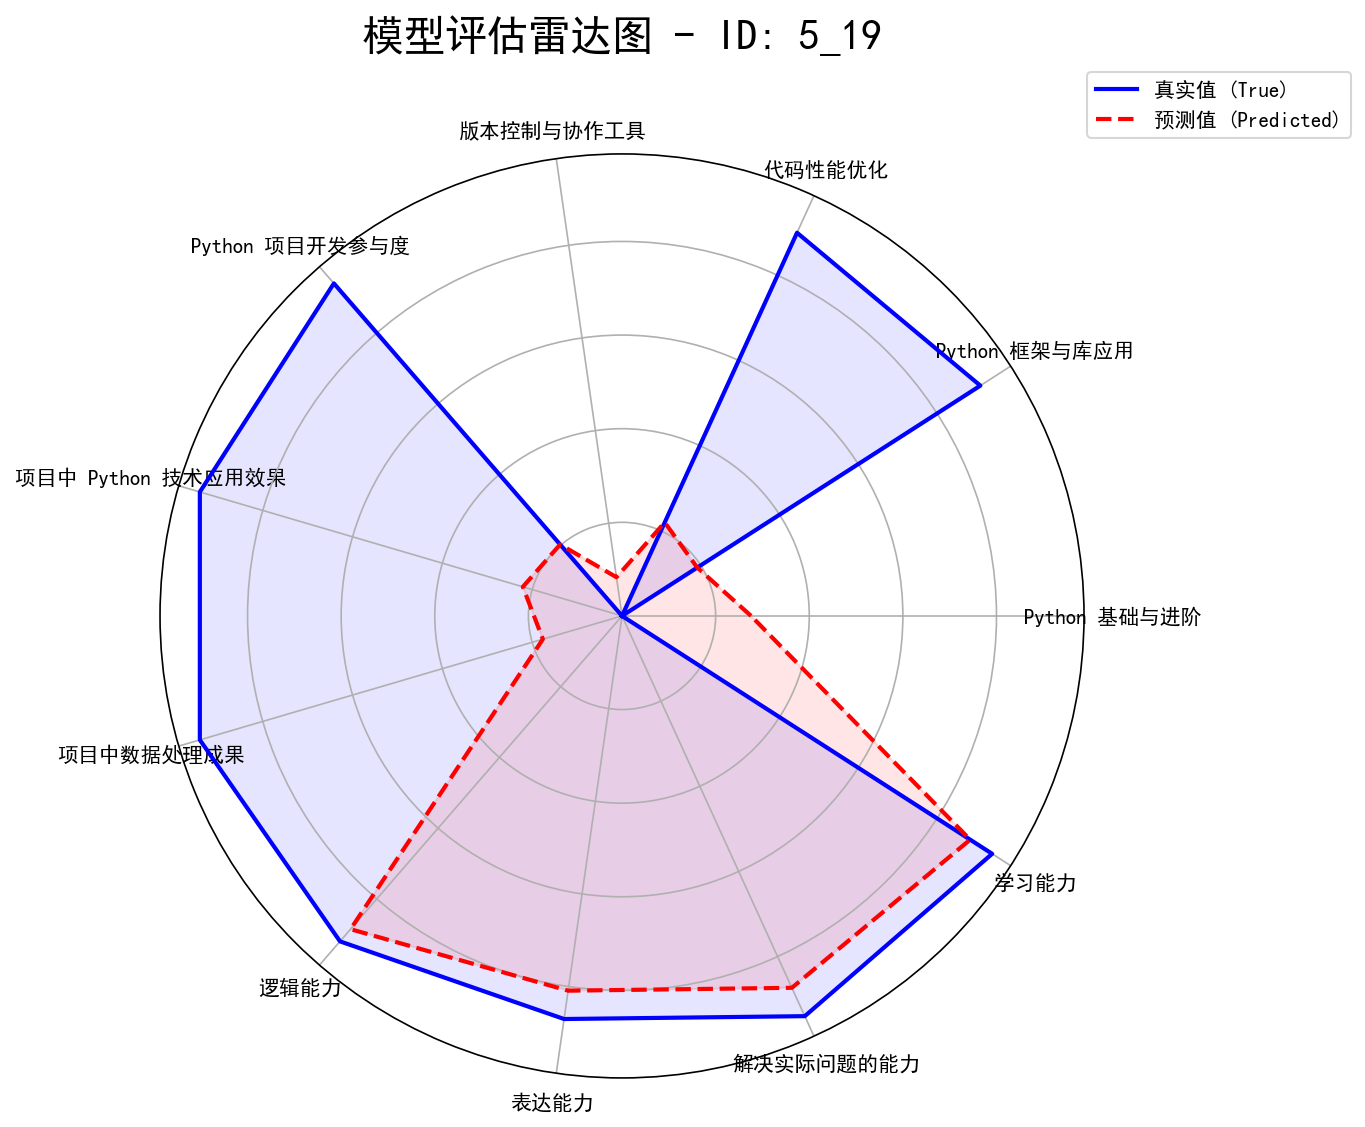 模型评估雷达图 - ID: 5_19
真实值 (True)
预测值 (Predicted)
版本控制与协作工具
代码性能优化
Python 项目开发参与度
Python 框架与库应用
项目中 Python 技术应用效果
Python 基础与进阶
项目中数据处理成果
学习能力
逻辑能力
解决实际问题的能力
表达能力